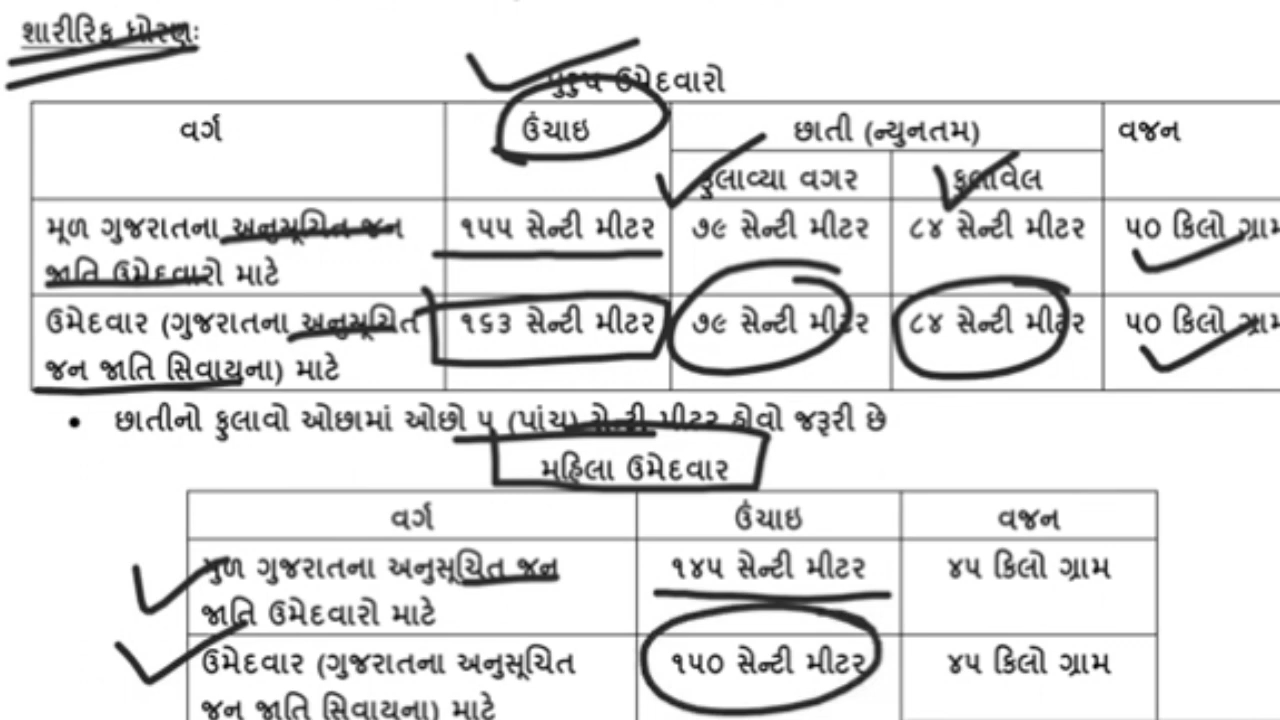 શારીરિક ધોરણઃ
પુરુષ ઉમેદવારો
વર્ગ ઉંચાઇ છાતી (ન્યુનતમ) વજન
ફુલાવ્યા વગર ફુલાવેલ
મૂળ ગુજરાતના અનુસૂચિત જન ૧૫૫ સેન્ટી મીટર ૭૯ સેન્ટી મીટર ૮૪ સેન્ટી મીટર ૫૦ કિલો ગ્રામ
જાતિ ઉમેદવારો માટે
ઉમેદવાર (ગુજરાતના અનુસૂચિત ૧૬૩ સેન્ટી મીટર ૭૯ સેન્ટી મીટર ૮૪ સેન્ટી મીટર ૫૦ કિલો ગ્રામ
જન જાતિ સિવાયના) માટે
• છાતીનો ફુલાવો ઓછામાં ઓછો ૫ (પાંચ) સેન્ટી મીટર હોવો જરૂરી છે
મહિલા ઉમેદવાર
વર્ગ ઉંચાઇ વજન
મુળ ગુજરાતના અનુસૂચિત જન ૧૪૫ સેન્ટી મીટર ૪૫ કિલો ગ્રામ
જાતિ ઉમેદવારો માટે
ઉમેદવાર (ગુજરાતના અનુસૂચિત ૧૫૦ સેન્ટી મીટર ૪૫ કિલો ગ્રામ
જન જાતિ સિવાયના) માટે